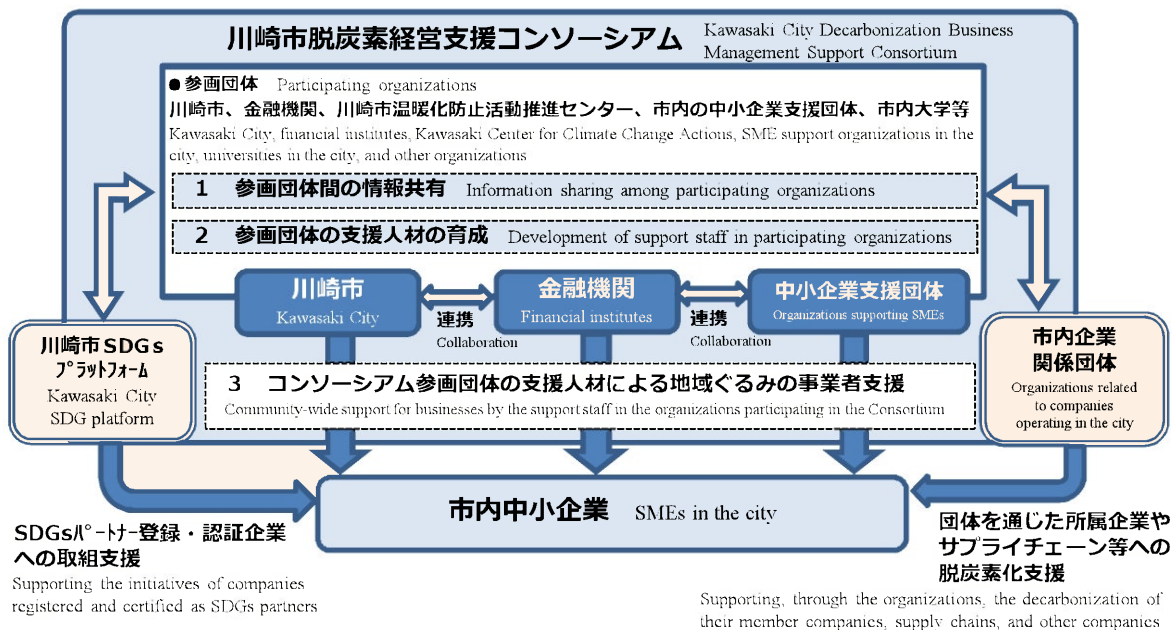 川崎市脱炭素経営支援コンソーシアム
Kawasaki City Decarbonization Business
Management Support Consortium
●参画団体 Participating organizations
川崎市、金融機関、川崎市温暖化防止活動推進センター、市内の中小企業支援団体、市内大学等
Kawasaki City, financial institutes, Kawasaki Center for Climate Change Actions, SME support organizations in the
city, universities in the city, and other organizations
1 参画団体間の情報共有 Information sharing among participating organizations
2 参画団体の支援人材の育成 Development of support staff in participating organizations
川崎市
Kawasaki City
連携
Collaboration
金融機関
Financial institutes
連携
Collaboration
中小企業支援団体
Organizations supporting SMEs
川崎市SDGs
ﾌﾟﾗｯﾄﾌｫｰﾑ
Kawasaki City
SDG platform
3 コンソーシアム参画団体の支援人材による地域ぐるみの事業者支援
Community-wide support for businesses by the support staff in the organizations participating in the Consortium
市内企業
関係団体
Organizations related
to companies
operating in the city
市内中小企業 SMEs in the city
SDGsﾊﾟｰﾄﾅｰ登録・認証企業
への取組支援
Supporting the initiatives of companies
registered and certified as SDGs partners
団体を通じた所属企業や
サプライチェーン等への
脱炭素化支援
Supporting, through the organizations, the decarbonization of
their member companies, supply chains, and other companies